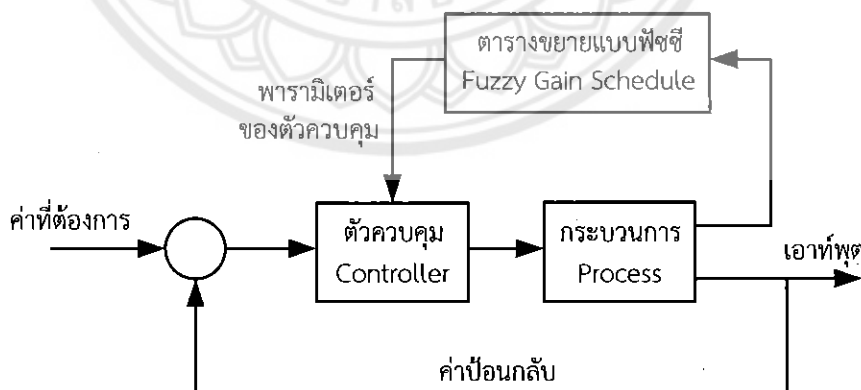 ตารางขยายแบบฟัซซี
Fuzzy Gain Schedule
พารามิเตอร์
ของตัวควบคุม
ค่าที่ต้องการ
ตัวควบคุม
Controller
กระบวนการ
Process
เอาท์พุต
ค่าป้อนกลับ